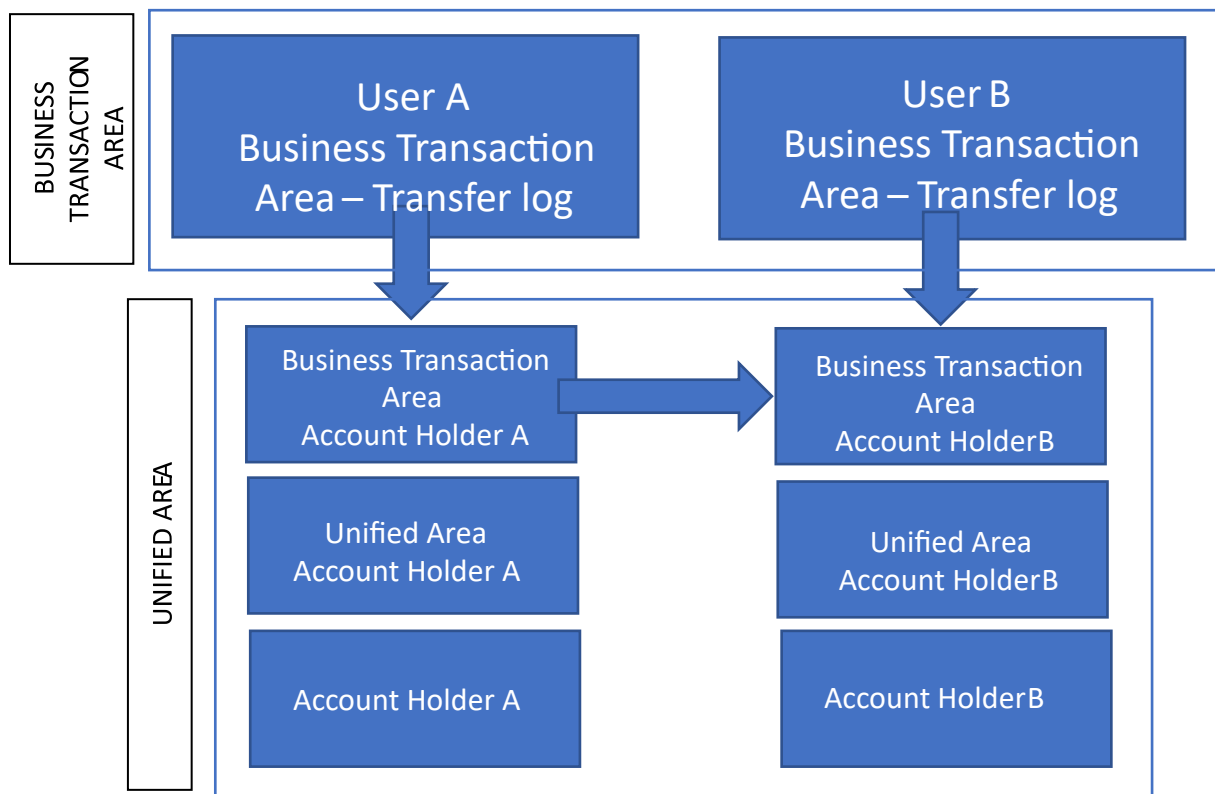 BUSINESS
TRANSACTION
AREA
User A
Business Transaction
Area – Transfer log
User B
Business Transaction
Area – Transfer log
UNIFIED AREA
Business Transaction
Area
Account Holder A
Business Transaction
Area
Account HolderB
Unified Area
Account Holder A
Unified Area
Account HolderB
Account Holder A
Account HolderB